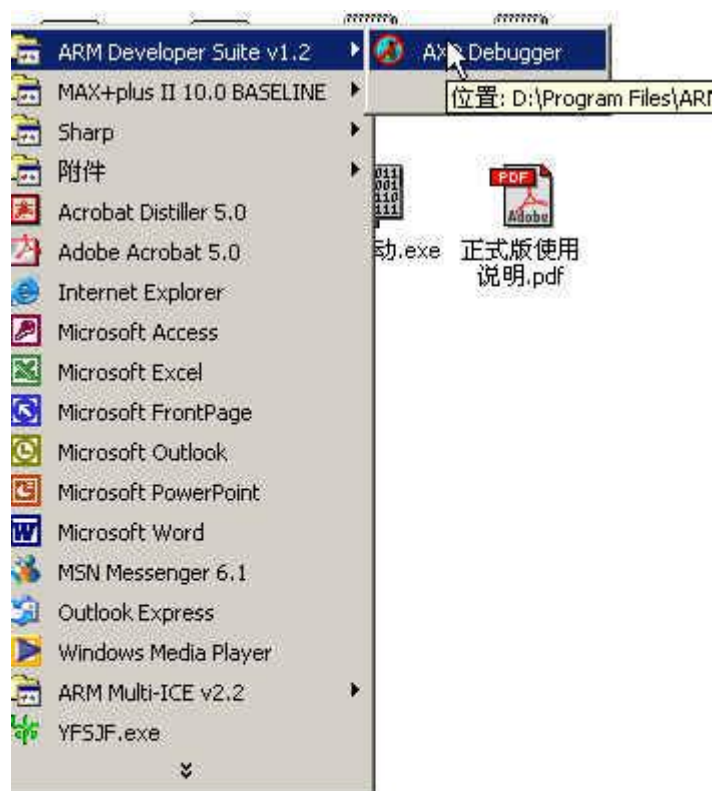 ARM Developer Suite v1.2
Debugger
位置: D:\Program Files\ARM
MAX+plus II 10.0 BASELINE
Sharp
附件
Acrobat Distiller 5.0
Adobe Acrobat 5.0
Internet Explorer
Microsoft Access
Microsoft Excel
Microsoft FrontPage
Microsoft Outlook
Microsoft PowerPoint
Microsoft Word
MSN Messenger 6.1
Outlook Express
Windows Media Player
ARM Multi-ICE v2.2
YFSJF.exe
动.exe
PDF
Adobe
正式版使用
说明.pdf